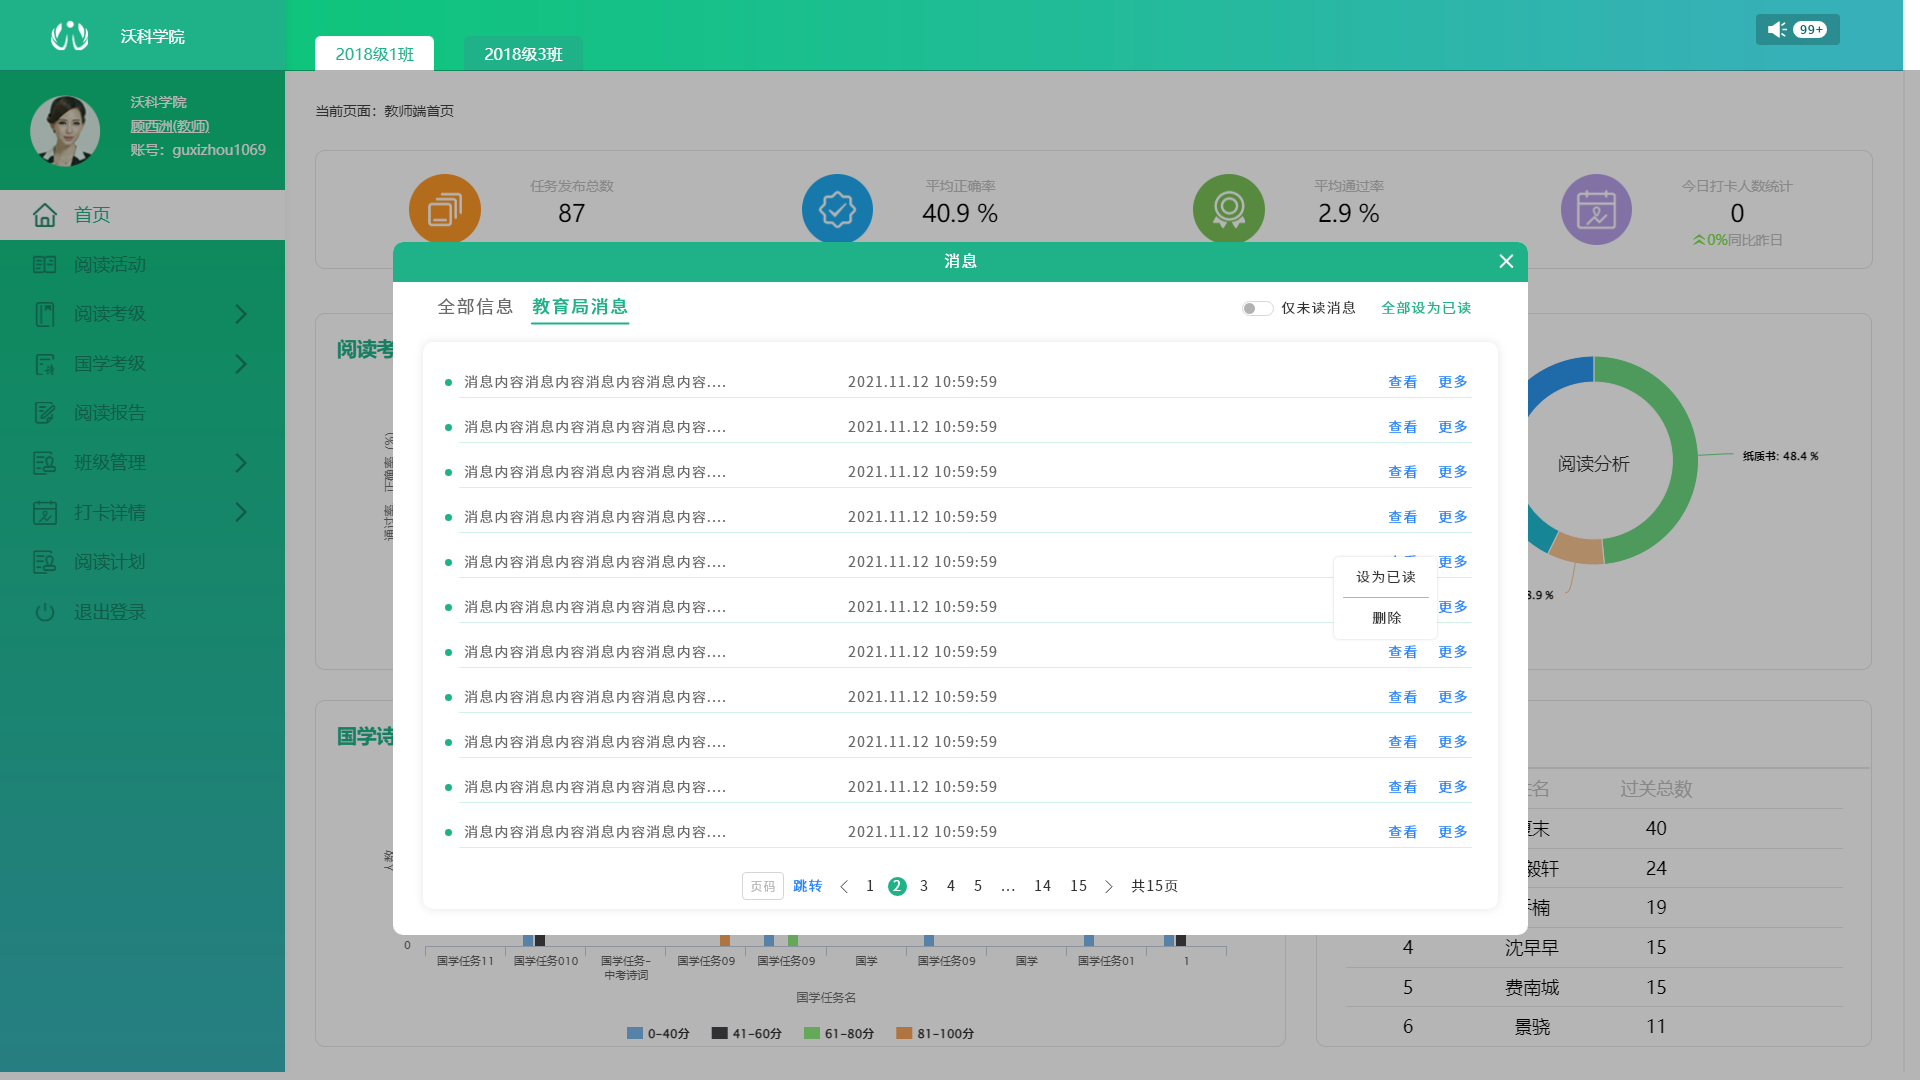 沃科学院
2018级1班
2018级3班
99+
沃科学院
顾西洲(教师)
账号：guxizhou1069
首页
阅读活动
阅读考级
国学考级
阅读报告
班级管理
打卡详情
阅读计划
退出登录
当前页面：教师端首页
任务发布总数
87
平均正确率
40.9 %
平均通过率
2.9 %
今日打卡人数统计
0
0%同比昨日
消息
全部信息 教育局消息
仅未读消息 全部设为已读
消息内容消息内容消息内容消息内容.... 2021.11.12 10:59:59 查看 更多
消息内容消息内容消息内容消息内容.... 2021.11.12 10:59:59 查看 更多
消息内容消息内容消息内容消息内容.... 2021.11.12 10:59:59 查看 更多
消息内容消息内容消息内容消息内容.... 2021.11.12 10:59:59 查看 更多
消息内容消息内容消息内容消息内容.... 2021.11.12 10:59:59 更多
消息内容消息内容消息内容消息内容.... 2021.11.12 10:59:59 更多
消息内容消息内容消息内容消息内容.... 2021.11.12 10:59:59 查看 更多
消息内容消息内容消息内容消息内容.... 2021.11.12 10:59:59 查看 更多
消息内容消息内容消息内容消息内容.... 2021.11.12 10:59:59 查看 更多
消息内容消息内容消息内容消息内容.... 2021.11.12 10:59:59 查看 更多
消息内容消息内容消息内容消息内容.... 2021.11.12 10:59:59 查看 更多
设为已读
删除
页码 跳转 1 2 3 4 5 ... 14 15 共15页
阅读考
阅读分析
纸质书: 48.4 %
3.9 %
国学诗
0
国学任务11 国学任务010 国学任务-中考诗词 国学任务09 国学任务09 国学 国学任务09 国学 国学任务01 1
国学任务名
0-40分 41-60分 61-80分 81-100分
名 过关总数
末 40
毅轩 24
楠 19
4 沈早早 15
5 费南城 15
6 景骁 11